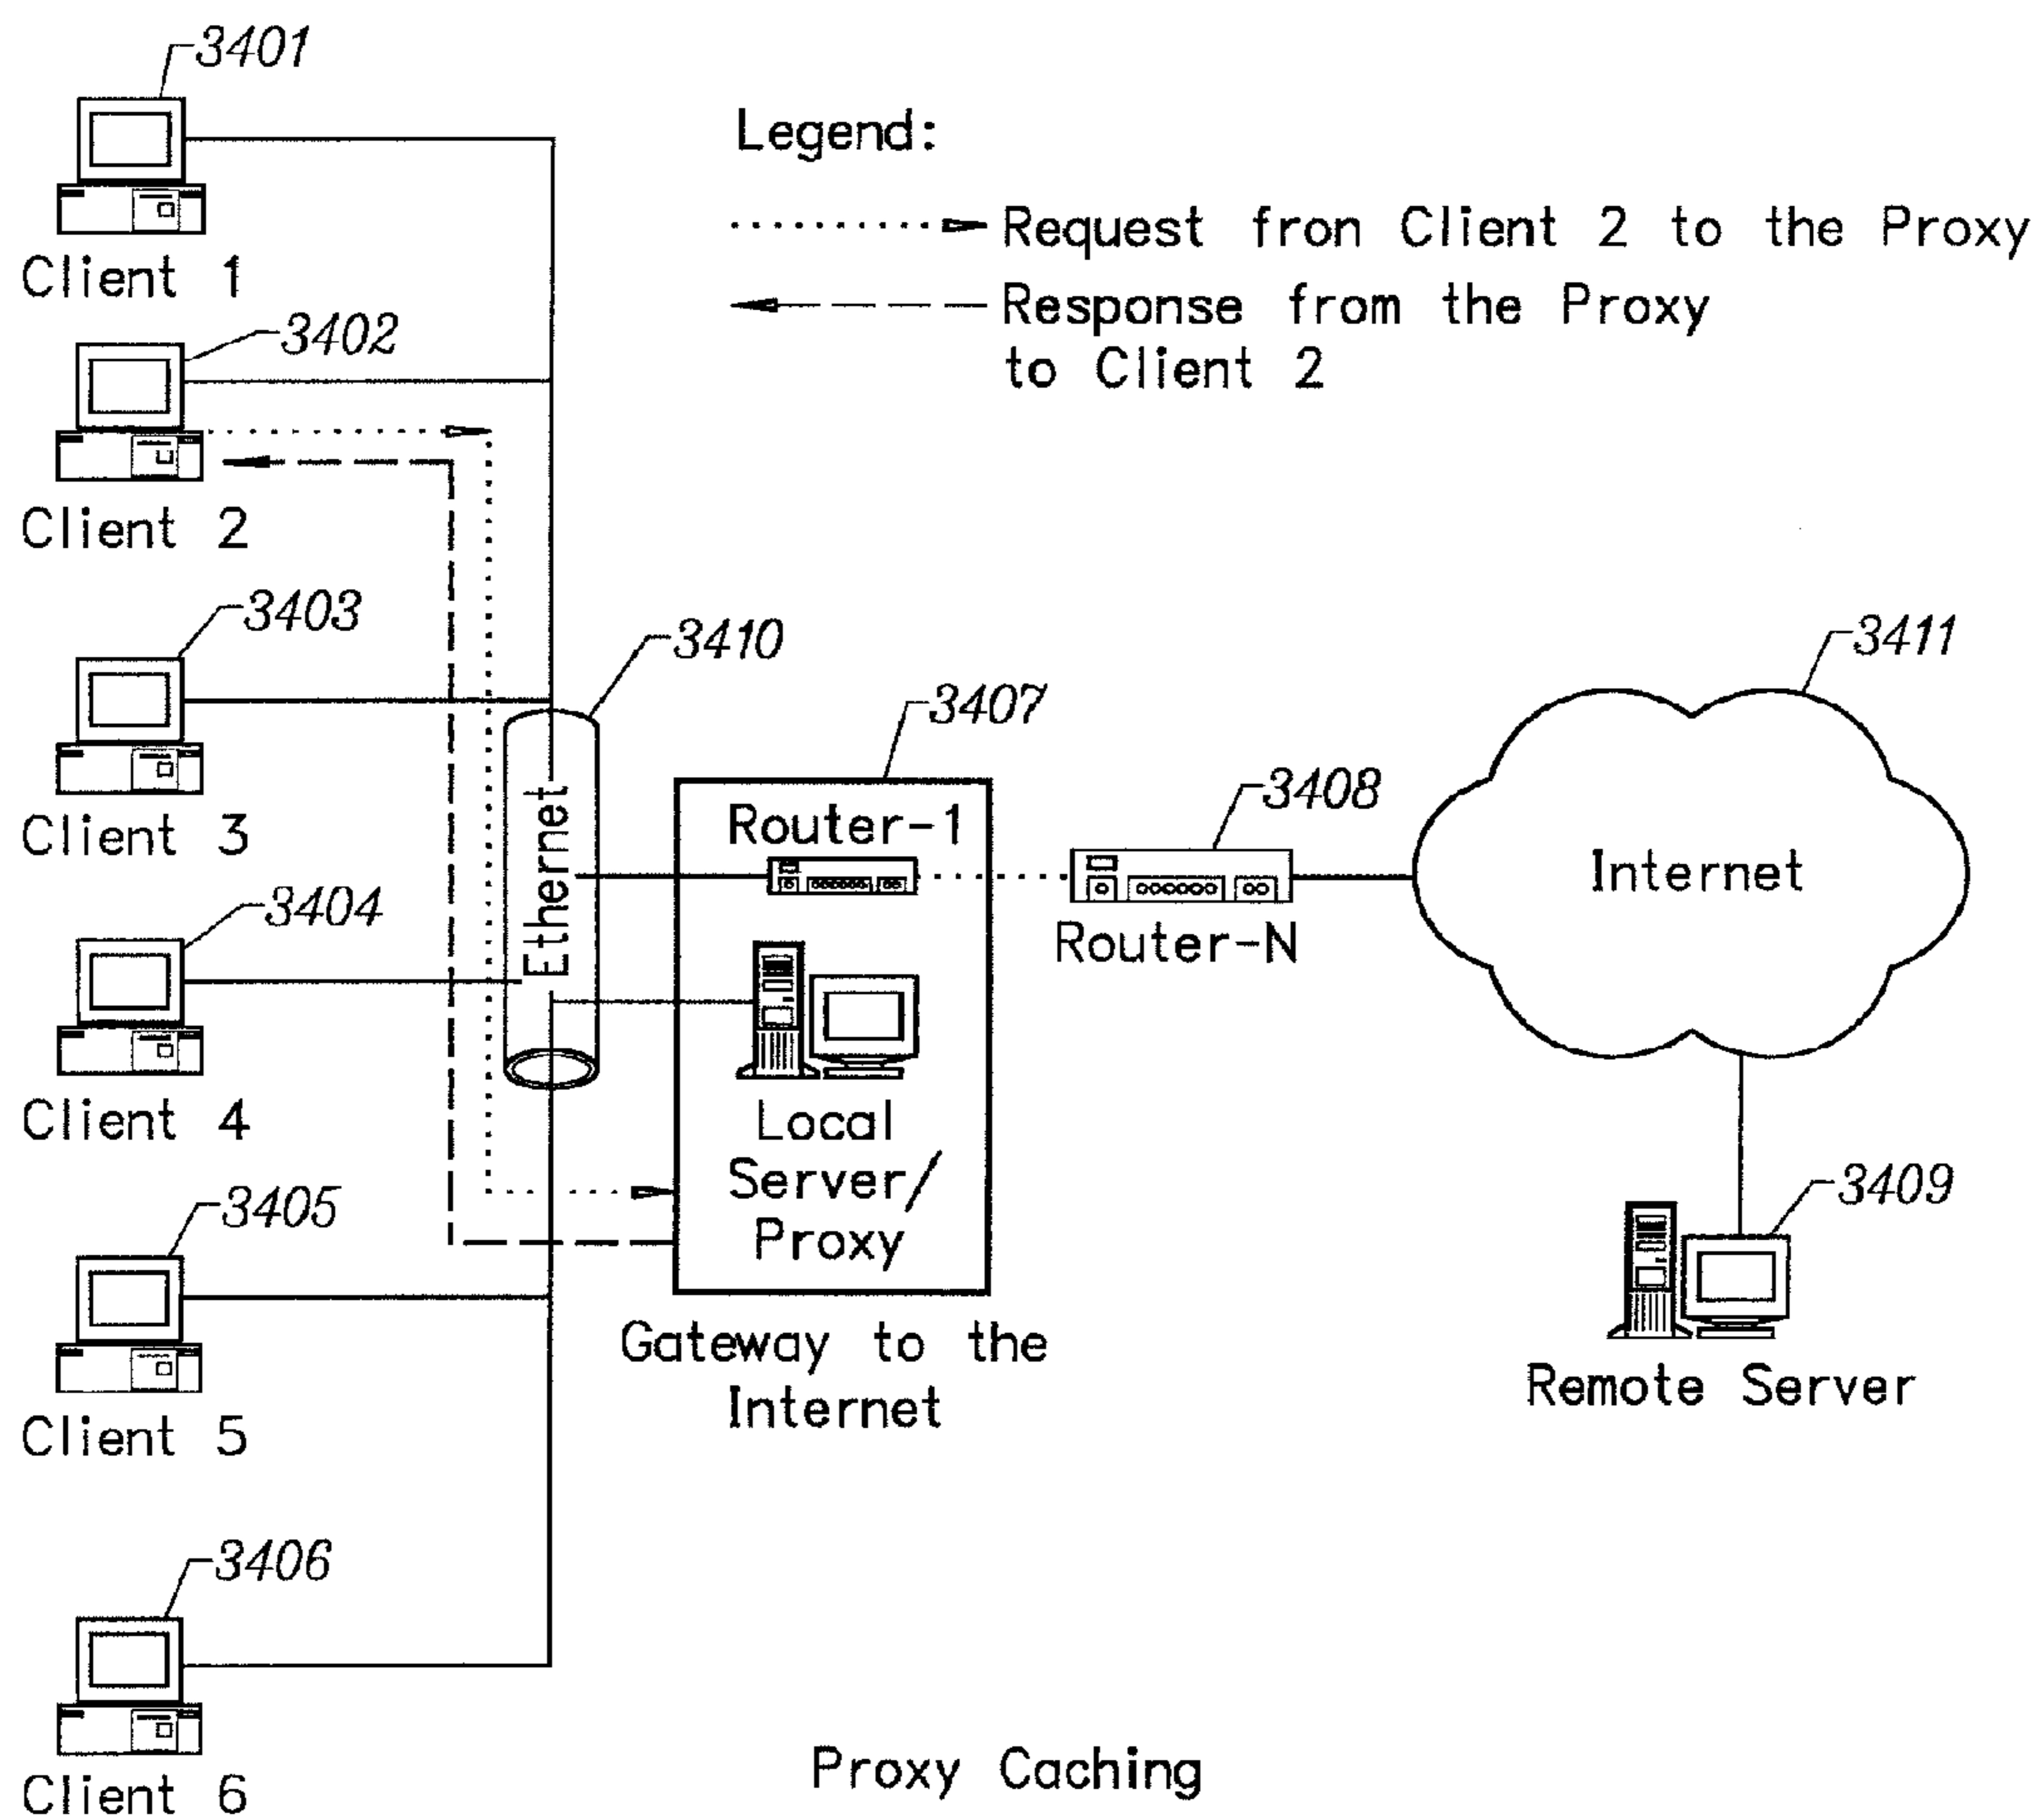 3401
Client 1
Legend:
Request fron Client 2 to the Proxy
Response from the Proxy
to Client 2
3402
Client 2
3403
Client 3
3410
3407
3411
Router-1
3408
Ethernet
Internet
Router-N
3404
Client 4
Local
Server/
Proxy
3409
Remote Server
Gateway to the
Internet
3405
Client 5
3406
Client 6
Proxy Caching